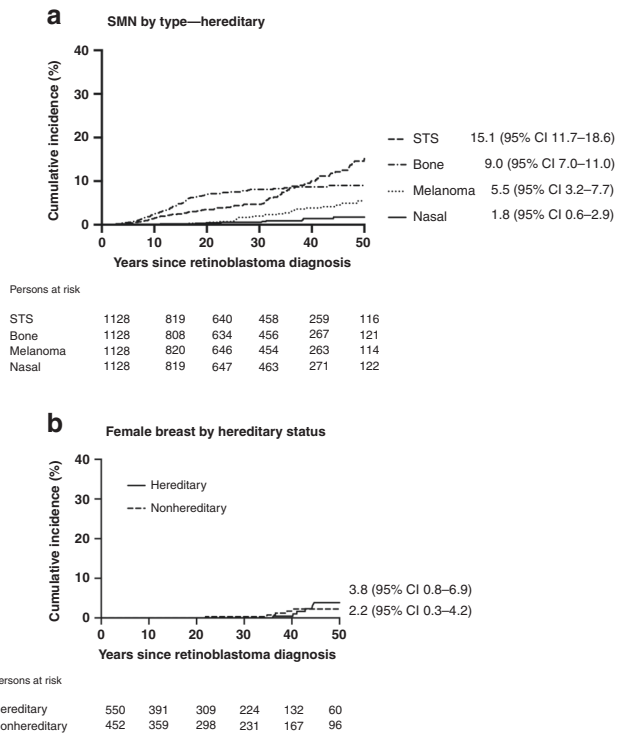 a
SMN by type—hereditary
Cumulative incidence (%)
40
30
20
10
0
0 10 20 30 40 50
Years since retinoblastoma diagnosis
STS 15.1 (95% CI 11.7–18.6)
Bone 9.0 (95% CI 7.0–11.0)
Melanoma 5.5 (95% CI 3.2–7.7)
Nasal 1.8 (95% CI 0.6–2.9)
Persons at risk
STS 1128 819 640 458 259 116
Bone 1128 808 634 456 267 121
Melanoma 1128 820 646 454 263 114
Nasal 1128 819 647 463 271 122
b
Female breast by hereditary status
Cumulative incidence (%)
40
30
20
10
0
Hereditary
Nonhereditary
3.8 (95% CI 0.8–6.9)
2.2 (95% CI 0.3–4.2)
0 10 20 30 40 50
Years since retinoblastoma diagnosis
ersons at risk
ereditary 550 391 309 224 132 60
onhereditary 452 359 298 231 167 96